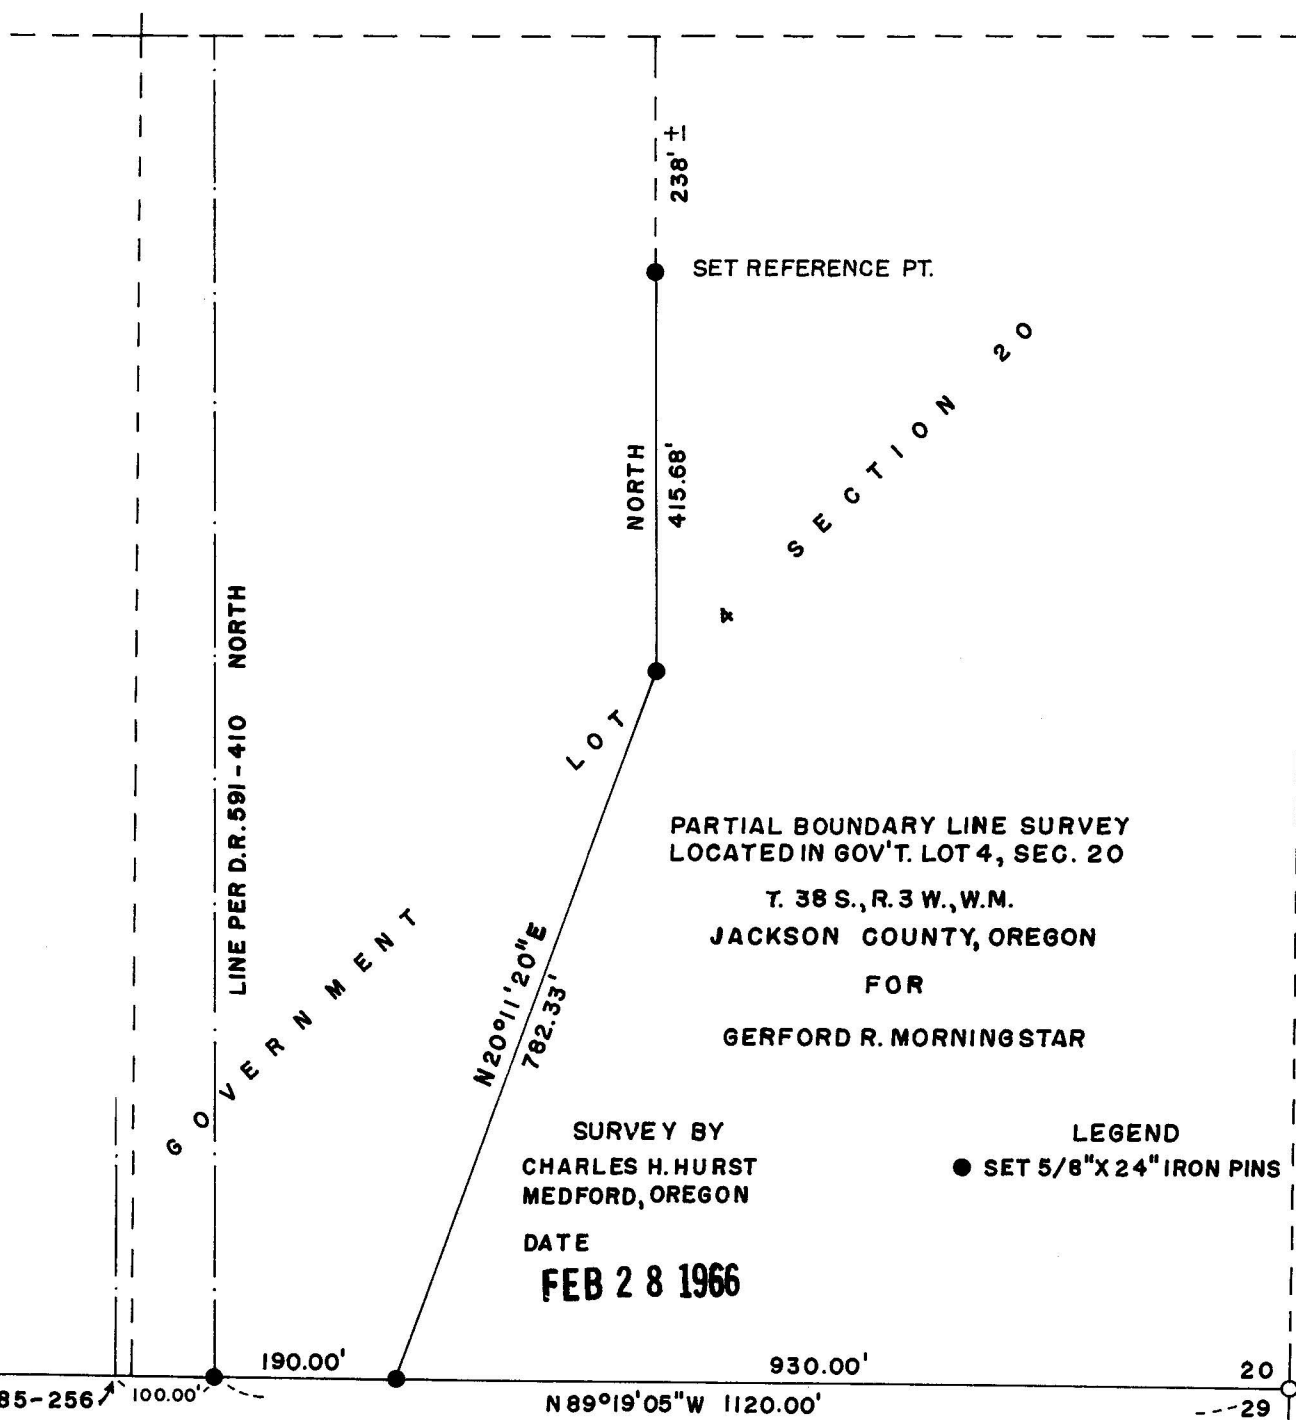 238' ±
SET REFERENCE PT.
NORTH
415.68'
GOVERNMENT LOT 4 SECTION 20
LINE PER D.R. 591-410 NORTH
N20°11'20"E
782.33'
PARTIAL BOUNDARY LINE SURVEY
LOCATED IN GOV'T. LOT 4, SEC. 20
T. 38 S., R. 3 W., W.M.
JACKSON COUNTY, OREGON
FOR
GERFORD R. MORNINGSTAR
SURVEY BY
CHARLES H. HURST
MEDFORD, OREGON
DATE
FEB 28 1966
LEGEND
SET 5/8" X 24" IRON PINS
190.00'
930.00'
20
85-256
100.00'
N89°19'05"W 1120.00'
29